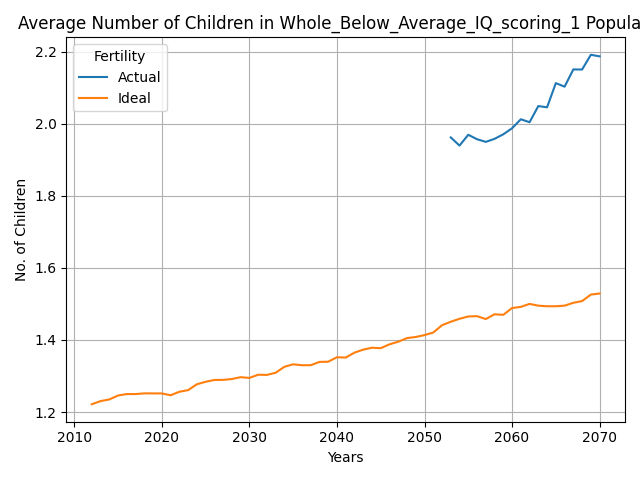 Average Number of Children in Whole_Below_Average_IQ_scoring_1 Popula
Fertility
Actual
Ideal
2.2
2.0
1.8
1.6
1.4
1.2
No. of Children
2010 2020 2030 2040 2050 2060 2070
Years